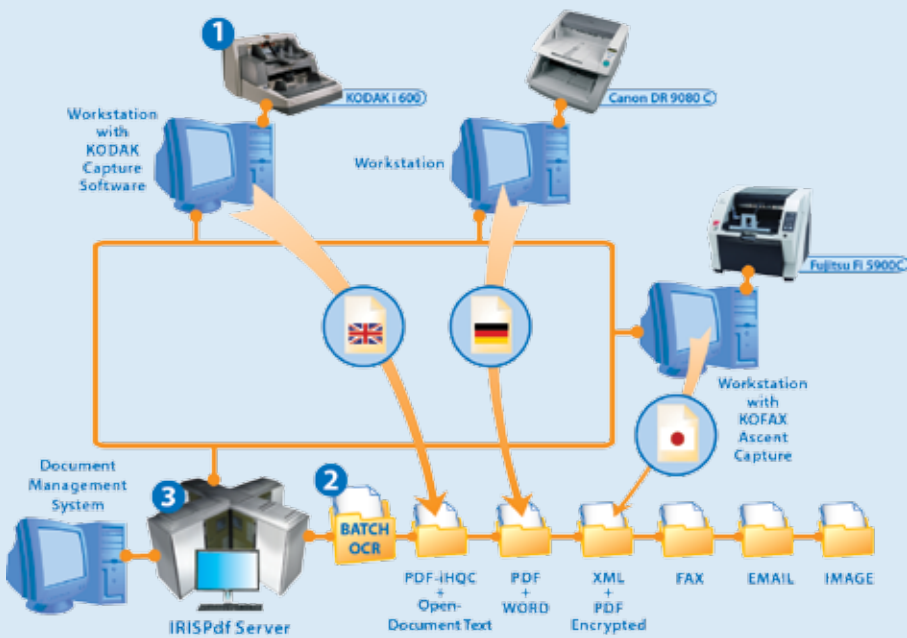 1
KODAK i 600
Canon DR 9080 C
Workstation
with
KODAK
Capture
Software
Workstation
Fujitsu Fi 5900C
Workstation
with
KOFAX
Ascent
Capture
Document
Management
System
3
2
BATCH
OCR
PDF-iHQC
+
Open-
Document Text
PDF
+
WORD
XML
+
PDF
Encrypted
FAX
EMAIL
IMAGE
IRISPdf Server